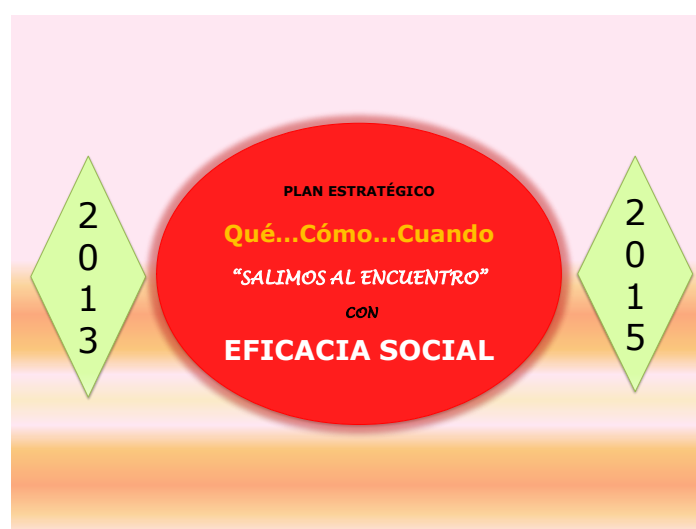 2013
PLAN ESTRATÉGICO
Qué...Cómo...Cuando
“SALIMOS AL ENCUENTRO”
CON
EFICACIA SOCIAL
2015